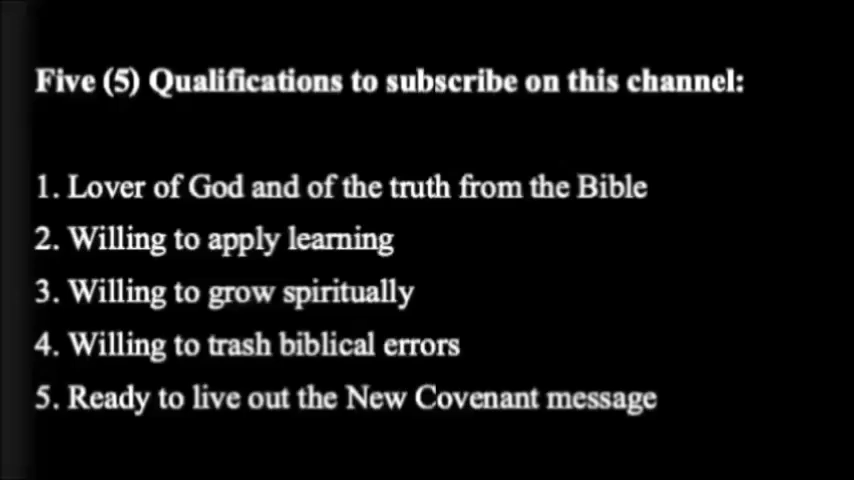 Five (5) Qualifications to subscribe on this channel:
1. Lover of God and of the truth from the Bible
2. Willing to apply learning
3. Willing to grow spiritually
4. Willing to trash biblical errors
5. Ready to live out the New Covenant message